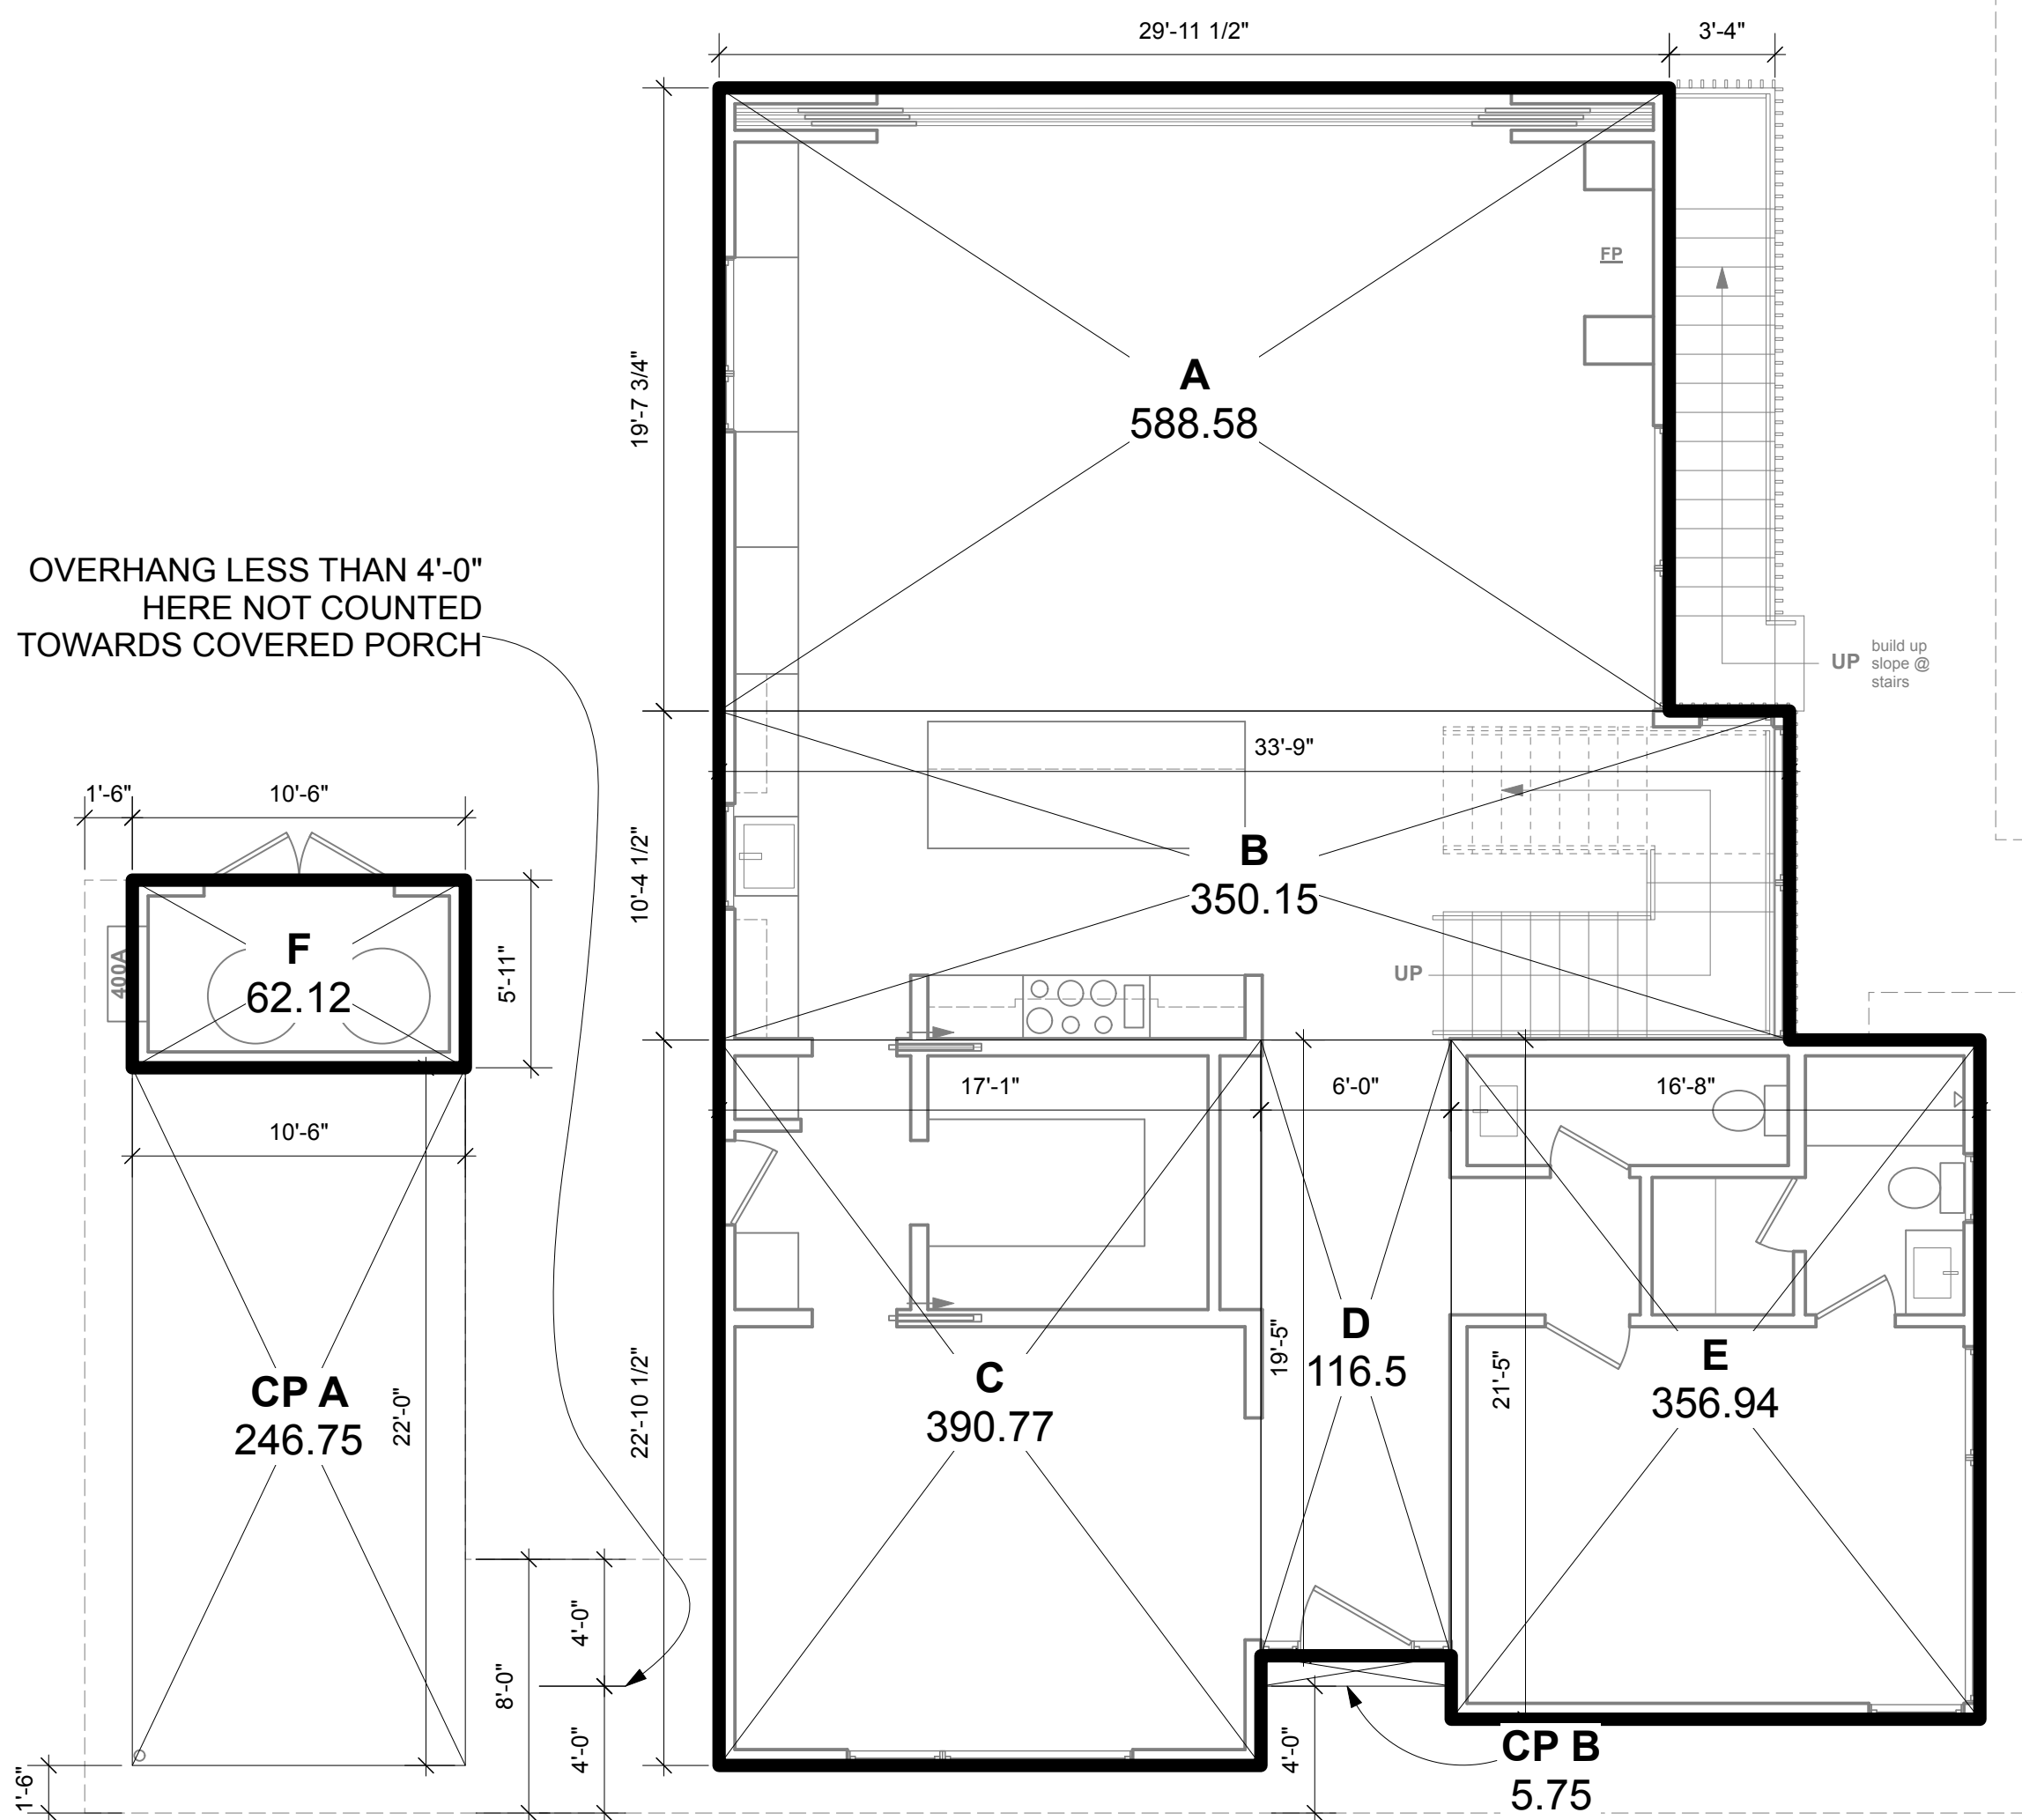 29'-11 1/2"
3'-4"
19'-7 3/4"
A
588.58
FP
OVERHANG LESS THAN 4'-0"
HERE NOT COUNTED
TOWARDS COVERED PORCH
UP
build up
slope @
stairs
33'-9"
1'-6"
10'-6"
10'-4 1/2"
B
350.15
F
62.12
400A
5'-11"
UP
17'-1"
6'-0"
16'-8"
10'-6"
D
116.5
19'-5"
E
356.94
21'-5"
C
390.77
22'-10 1/2"
CP A
246.75
22'-0"
4'-0"
8'-0"
4'-0"
4'-0"
CP B
5.75
1'-6"